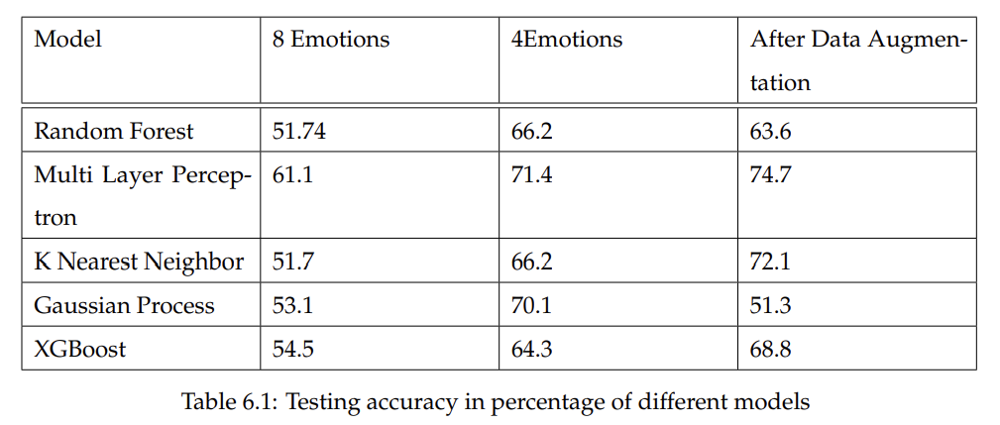 Model 8 Emotions 4Emotions After Data Augmen-
tation
Random Forest 51.74 66.2 63.6
Multi Layer Percep- 61.1 71.4 74.7
tron
K Nearest Neighbor 51.7 66.2 72.1
Gaussian Process 53.1 70.1 51.3
XGBoost 54.5 64.3 68.8
Table 6.1: Testing accuracy in percentage of different models